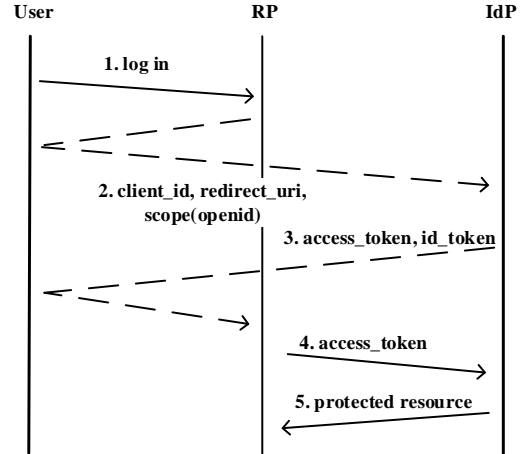 User RP IdP
1. log in
2. client_id, redirect_uri,
scope(openid)
3. access_token, id_token
4. access_token
5. protected resource